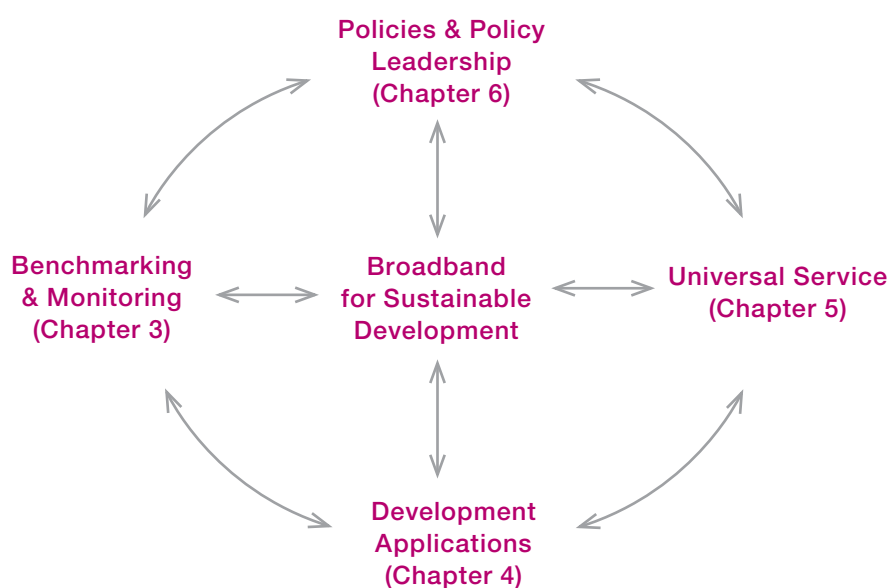 Policies & Policy
Leadership
(Chapter 6)
Benchmarking
& Monitoring
(Chapter 3)
Broadband
for Sustainable
Development
Universal Service
(Chapter 5)
Development
Applications
(Chapter 4)